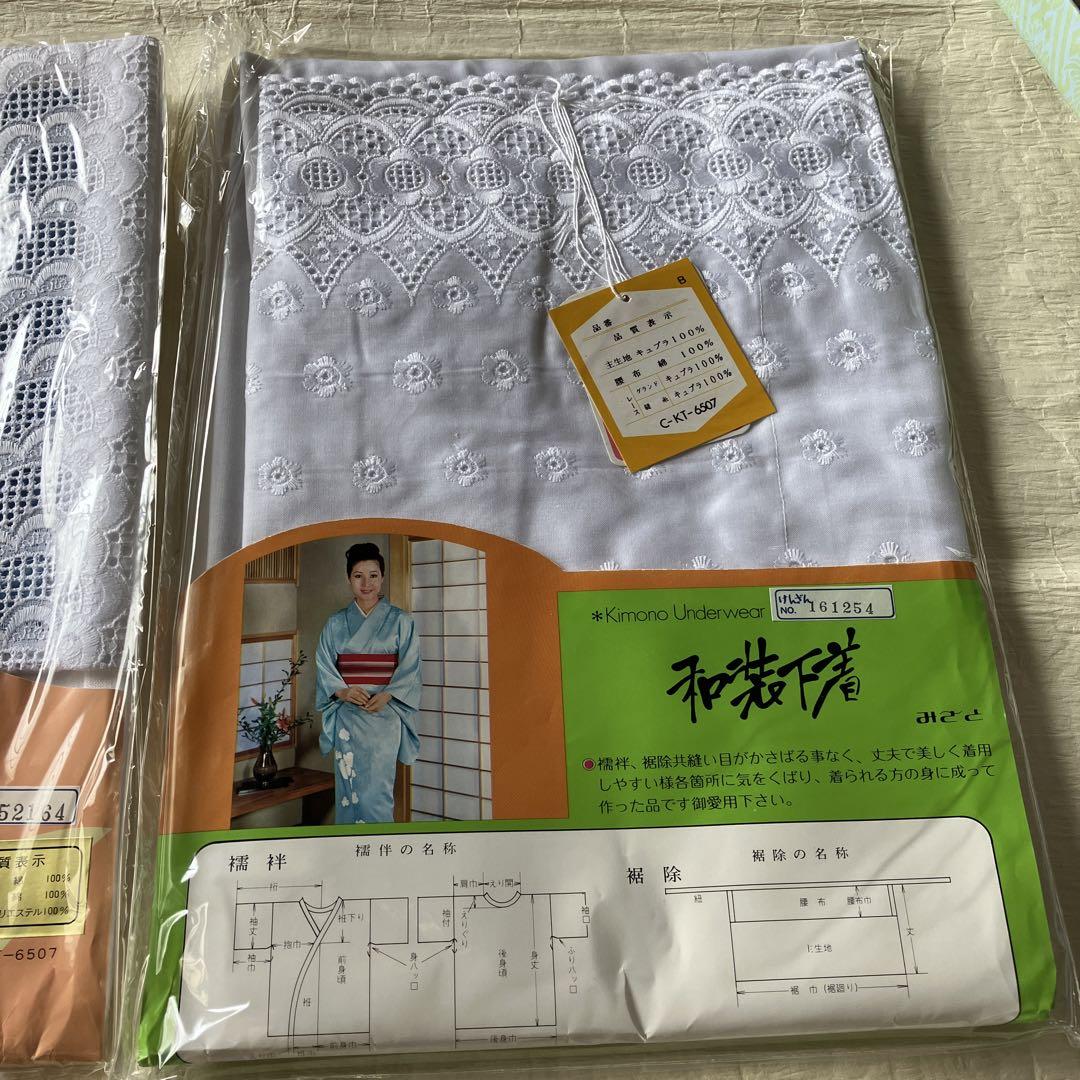 B
品番
品質表示
主生地 キュプラ100%
腰布 綿 100%
レース
グランド キュプラ100%
縫糸 キュプラ100%
C-KT-6507
*Kimono Underwear
けんざん
NO. 161254
和装下着
みさと
●襦袢、裾除共縫い目がかさばる事なく、丈夫で美しく着用
しやすい様各箇所に気をくばり、着られる方の身に成って
作った品です御愛用下さい。
襦袢
襦伴の名称
裄
袖丈
袖巾
抱巾
衽下り
衽
前身頃
前身巾
身八ッ口
肩巾
えり開
袖付
えりぐり
後身頃
身丈
袖口
ふり八ッ口
後身巾
裾除
裾除の名称
紐
腰布
腰布巾
主生地
丈
裾巾(裾廻り)
52164
質表示
綿 100%
100%
リエステル100%
T-6507